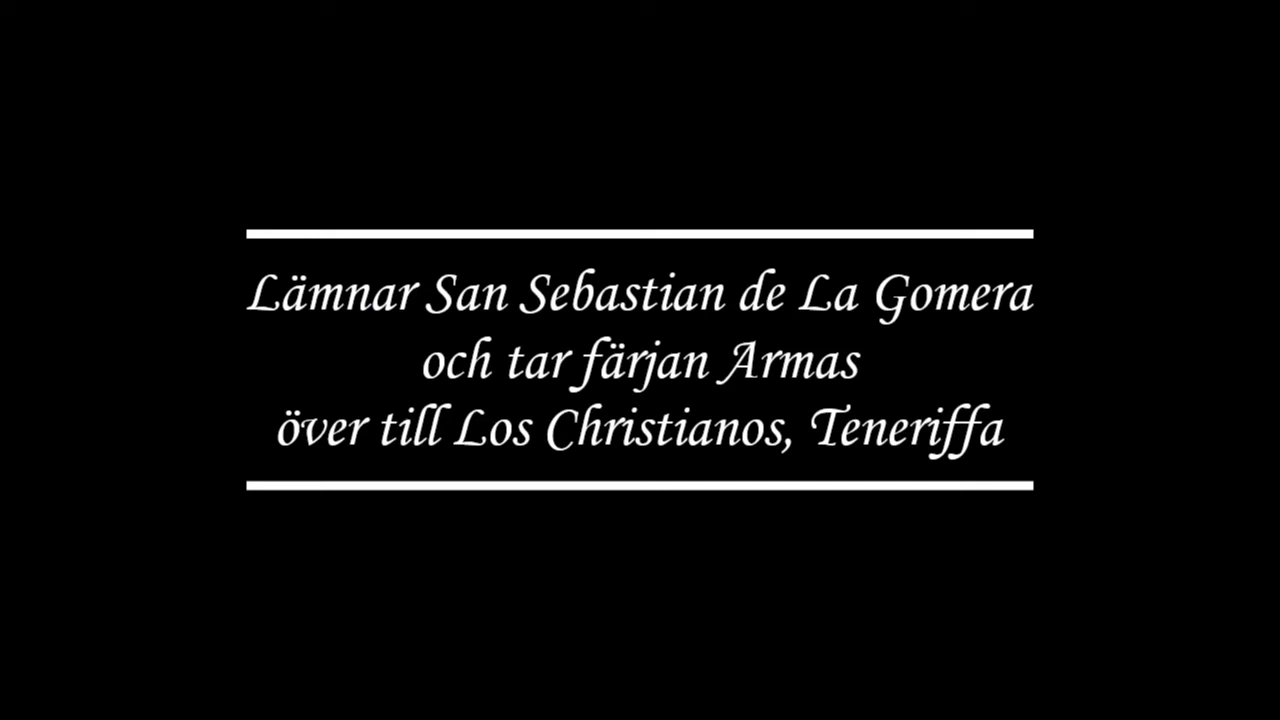 Lämnar San Sebastian de La Gomera
och tar färjan Armas
över till Los Christianos, Teneriffa